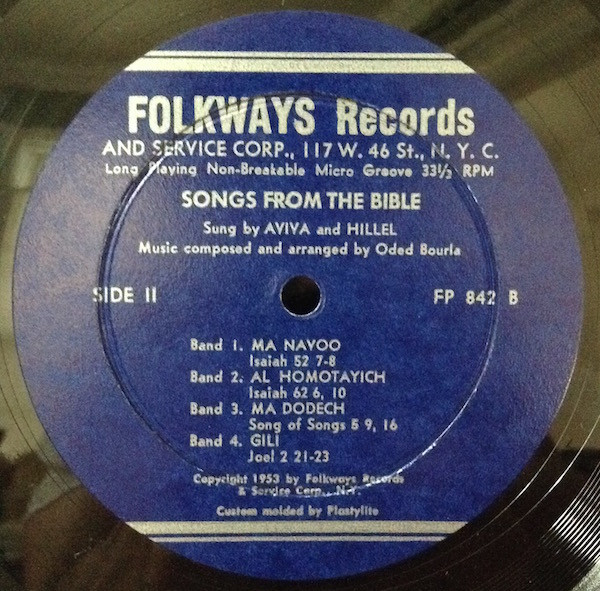 FOLKWAYS Records
AND SERVICE CORP., 117 W. 46 St., N. Y. C.
Long Playing Non-Breakable Micro Groove 33⅓ RPM
SONGS FROM THE BIBLE
Sung by AVIVA and HILLEL
Music composed and arranged by Oded Bourla
SIDE II FP 842 B
Band 1. MA NAVOO
Isaiah 52 7-8
Band 2. AL HOMOTAYICH
Isaiah 62 6, 10
Band 3. MA DODECH
Song of Songs 5 9, 16
Band 4. GILI
Joel 2 21-23
Copyright 1953 by Folkways Records
& Service Corp., N.Y.
Custom molded by Plastylite